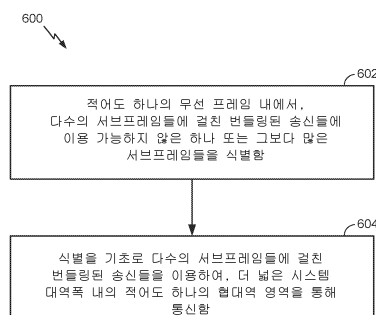 600
602
적어도 하나의 무선 프레임 내에서,
다수의 서브프레임들에 걸친 번들링된 송신들에
이용 가능하지 않은 하나 또는 그보다 많은
서브프레임들을 식별함
604
식별을 기초로 다수의 서브프레임들에 걸친
번들링된 송신들을 이용하여, 더 넓은 시스템
대역폭 내의 적어도 하나의 협대역 영역을 통해
통신함